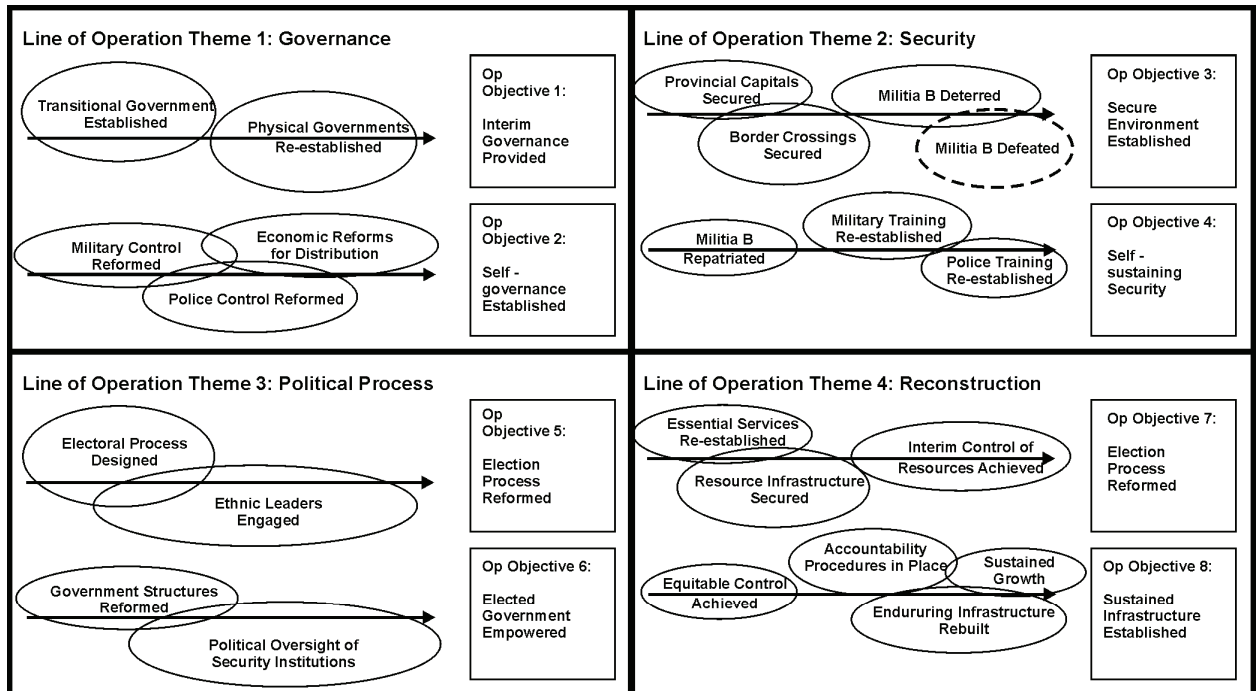 Line of Operation Theme 1: Governance
Transitional Government
Established
Physical Governments
Re-established
Op
Objective 1:
Interim
Governance
Provided
Military Control
Reformed
Economic Reforms
for Distribution
Police Control Reformed
Op
Objective 2:
Self -
governance
Established
Line of Operation Theme 2: Security
Provincial Capitals
Secured
Militia B Deterred
Border Crossings
Secured
Militia B Defeated
Op Objective 3:
Secure
Environment
Established
Militia B
Repatriated
Military Training
Re-established
Police Training
Re-established
Op Objective 4:
Self -
sustaining
Security
Line of Operation Theme 3: Political Process
Electoral Process
Designed
Ethnic Leaders
Engaged
Op
Objective 5:
Election
Process
Reformed
Government Structures
Reformed
Political Oversight of
Security Institutions
Op Objective 6:
Elected
Government
Empowered
Line of Operation Theme 4: Reconstruction
Essential Services
Re-established
Interim Control of
Resources Achieved
Resource Infrastructure
Secured
Op Objective 7:
Election
Process
Reformed
Equitable Control
Achieved
Accountability
Procedures in Place
Sustained
Growth
Endururing Infrastructure
Rebuilt
Op Objective 8:
Sustained
Infrastructure
Established